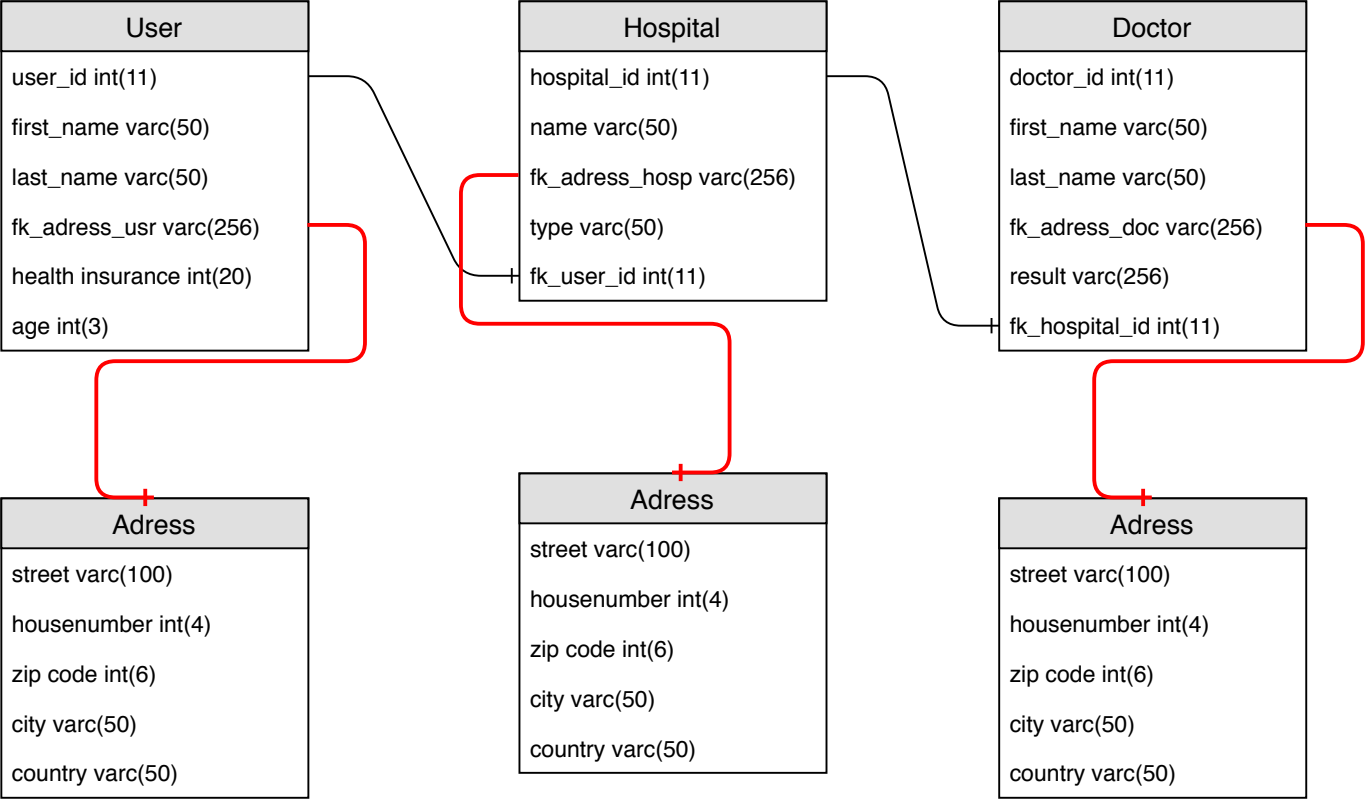 User
user_id int(11)
first_name varc(50)
last_name varc(50)
fk_adress_usr varc(256)
health insurance int(20)
age int(3)
Hospital
hospital_id int(11)
name varc(50)
fk_adress_hosp varc(256)
type varc(50)
fk_user_id int(11)
Doctor
doctor_id int(11)
first_name varc(50)
last_name varc(50)
fk_adress_doc varc(256)
result varc(256)
fk_hospital_id int(11)
Adress
street varc(100)
housenumber int(4)
zip code int(6)
city varc(50)
country varc(50)
Adress
street varc(100)
housenumber int(4)
zip code int(6)
city varc(50)
country varc(50)
Adress
street varc(100)
housenumber int(4)
zip code int(6)
city varc(50)
country varc(50)